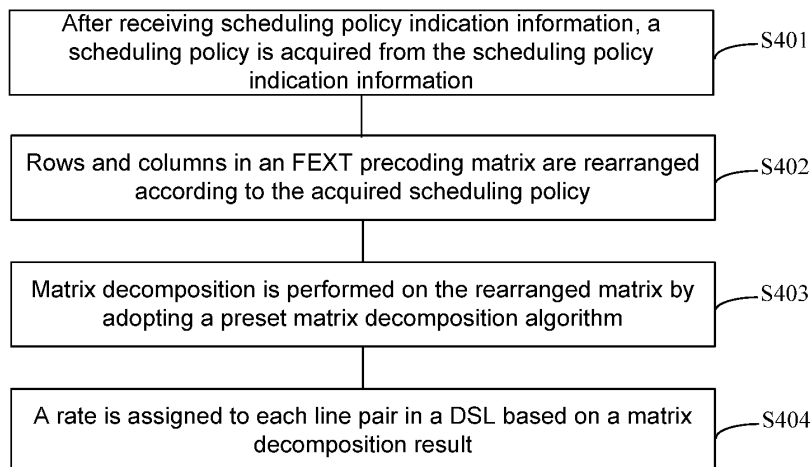 After receiving scheduling policy indication information, a
scheduling policy is acquired from the scheduling policy
indication information
S401
Rows and columns in an FEXT precoding matrix are rearranged
according to the acquired scheduling policy
S402
Matrix decomposition is performed on the rearranged matrix by
adopting a preset matrix decomposition algorithm
S403
A rate is assigned to each line pair in a DSL based on a matrix
decomposition result
S404